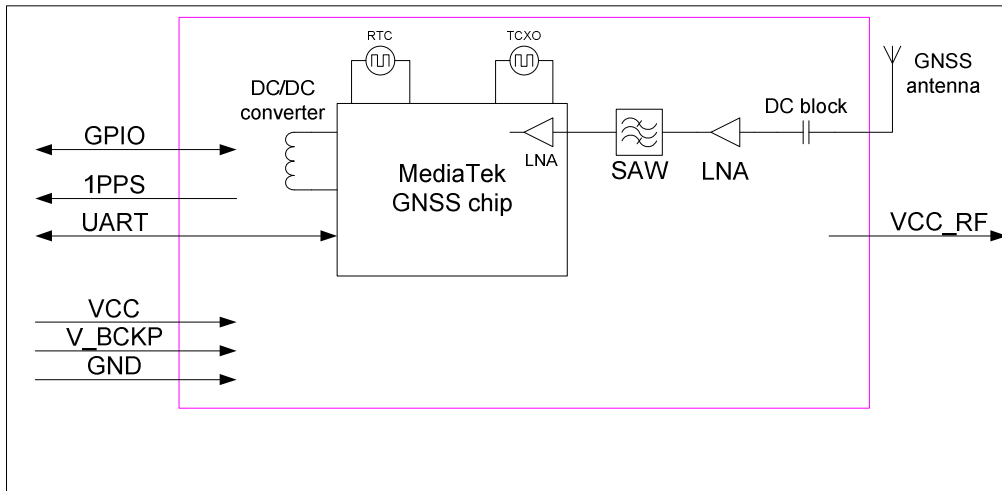 RTC
TCXO
GNSS
antenna
DC/DC
converter
DC block
GPIO
LNA
SAW
LNA
MediaTek
GNSS chip
1PPS
UART
VCC_RF
VCC
V_BCKP
GND